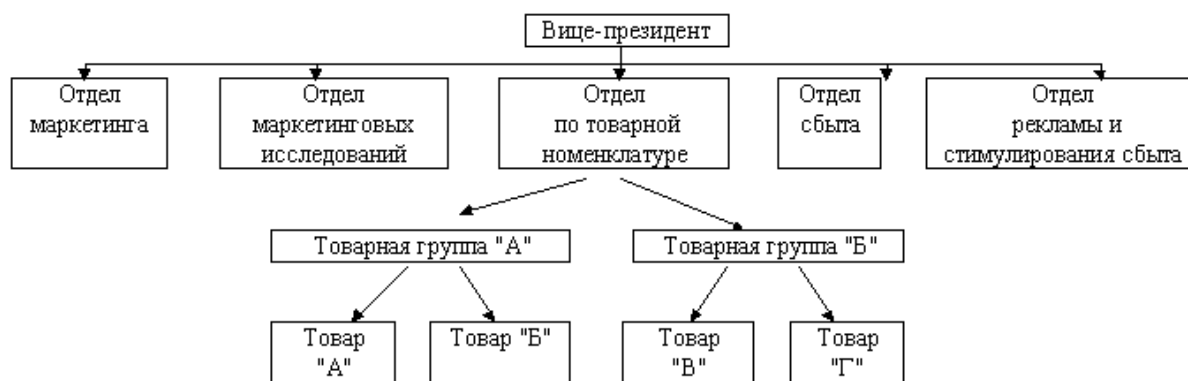 Вице-президент
Отдел
маркетинга
Отдел
маркетинговых
исследований
Отдел
по товарной
номенклатуре
Отдел
сбыта
Отдел
рекламы и
стимулирования сбыта
Товарная группа "А"
Товарная группа "Б"
Товар
"А"
Товар "Б"
Товар
"В"
Товар
"Г"